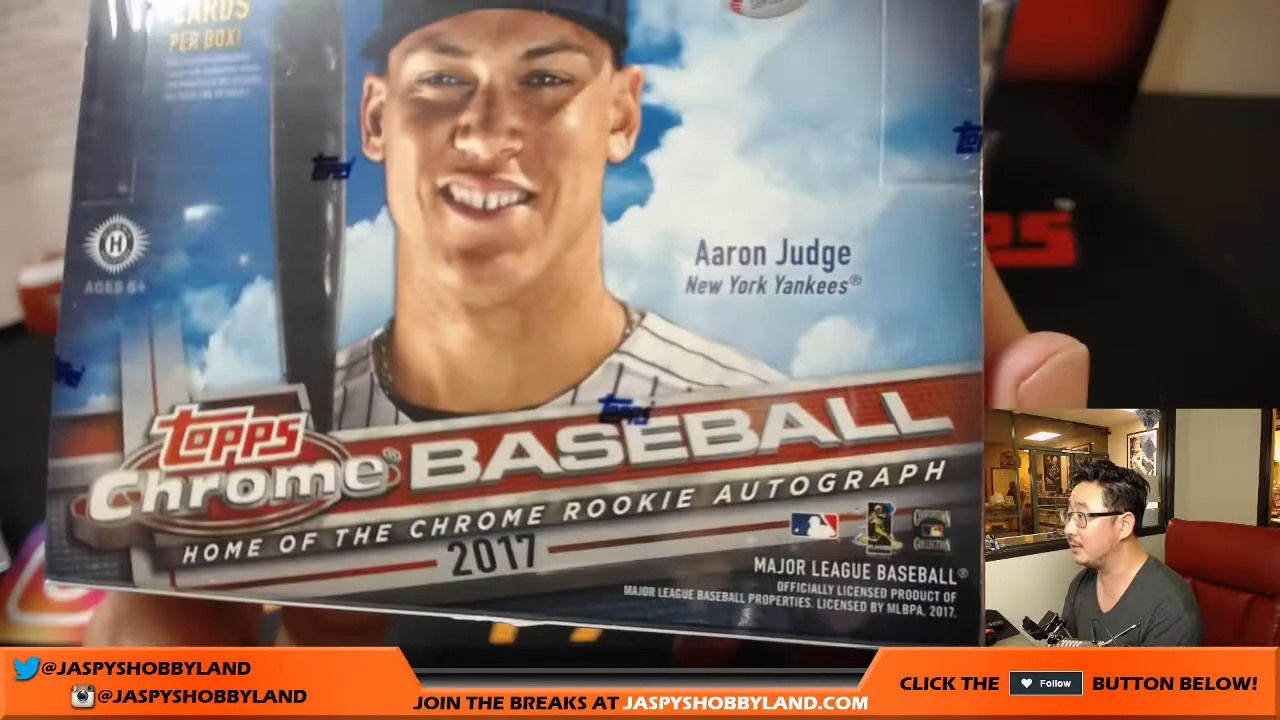 CARDS
PER BOX!
H
AGES 6+
Topps
Topps
Topps
Aaron Judge
New York Yankees®
Topps
Chrome® BASEBALL
HOME OF THE CHROME ROOKIE AUTOGRAPH
2017
MAJOR LEAGUE BASEBALL®
OFFICIALLY LICENSED PRODUCT OF
MAJOR LEAGUE BASEBALL PROPERTIES. LICENSED BY MLBPA, 2017.
@JASPYSHOBBYLAND
@JASPYSHOBBYLAND
JOIN THE BREAKS AT JASPYSHOBBYLAND.COM
CLICK THE Follow BUTTON BELOW!